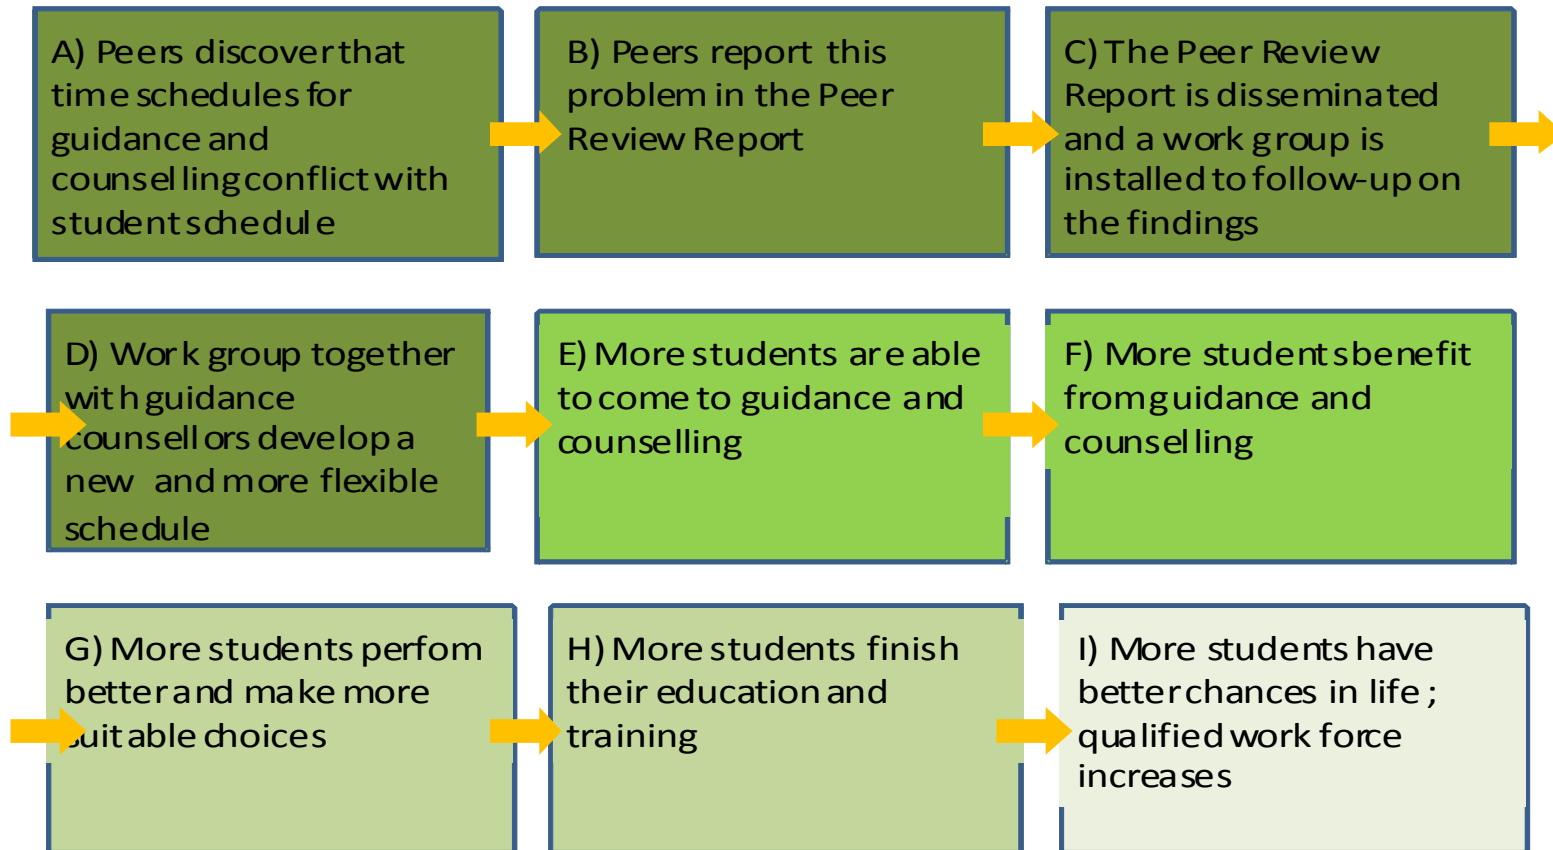 A) Peers discover that
time schedules for
guidance and
counselling conflict with
student schedule
B) Peers report this
problem in the Peer
Review Report
C) The Peer Review
Report is disseminated
and a work group is
installed to follow-up on
the findings
D) Work group together
with guidance
counsellors develop a
new and more flexible
schedule
E) More students are able
to come to guidance and
counselling
F) More students benefit
from guidance and
counselling
G) More students perfom
better and make more
suitable choices
H) More students finish
their education and
training
I) More students have
better chances in life ;
qualified work force
increases